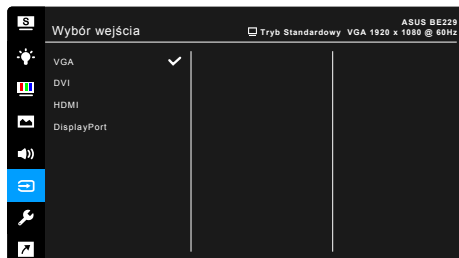 S
ASUS BE229
Wybór wejścia
Tryb Standardowy VGA 1920 x 1080 @ 60Hz
VGA
DVI
HDMI
DisplayPort